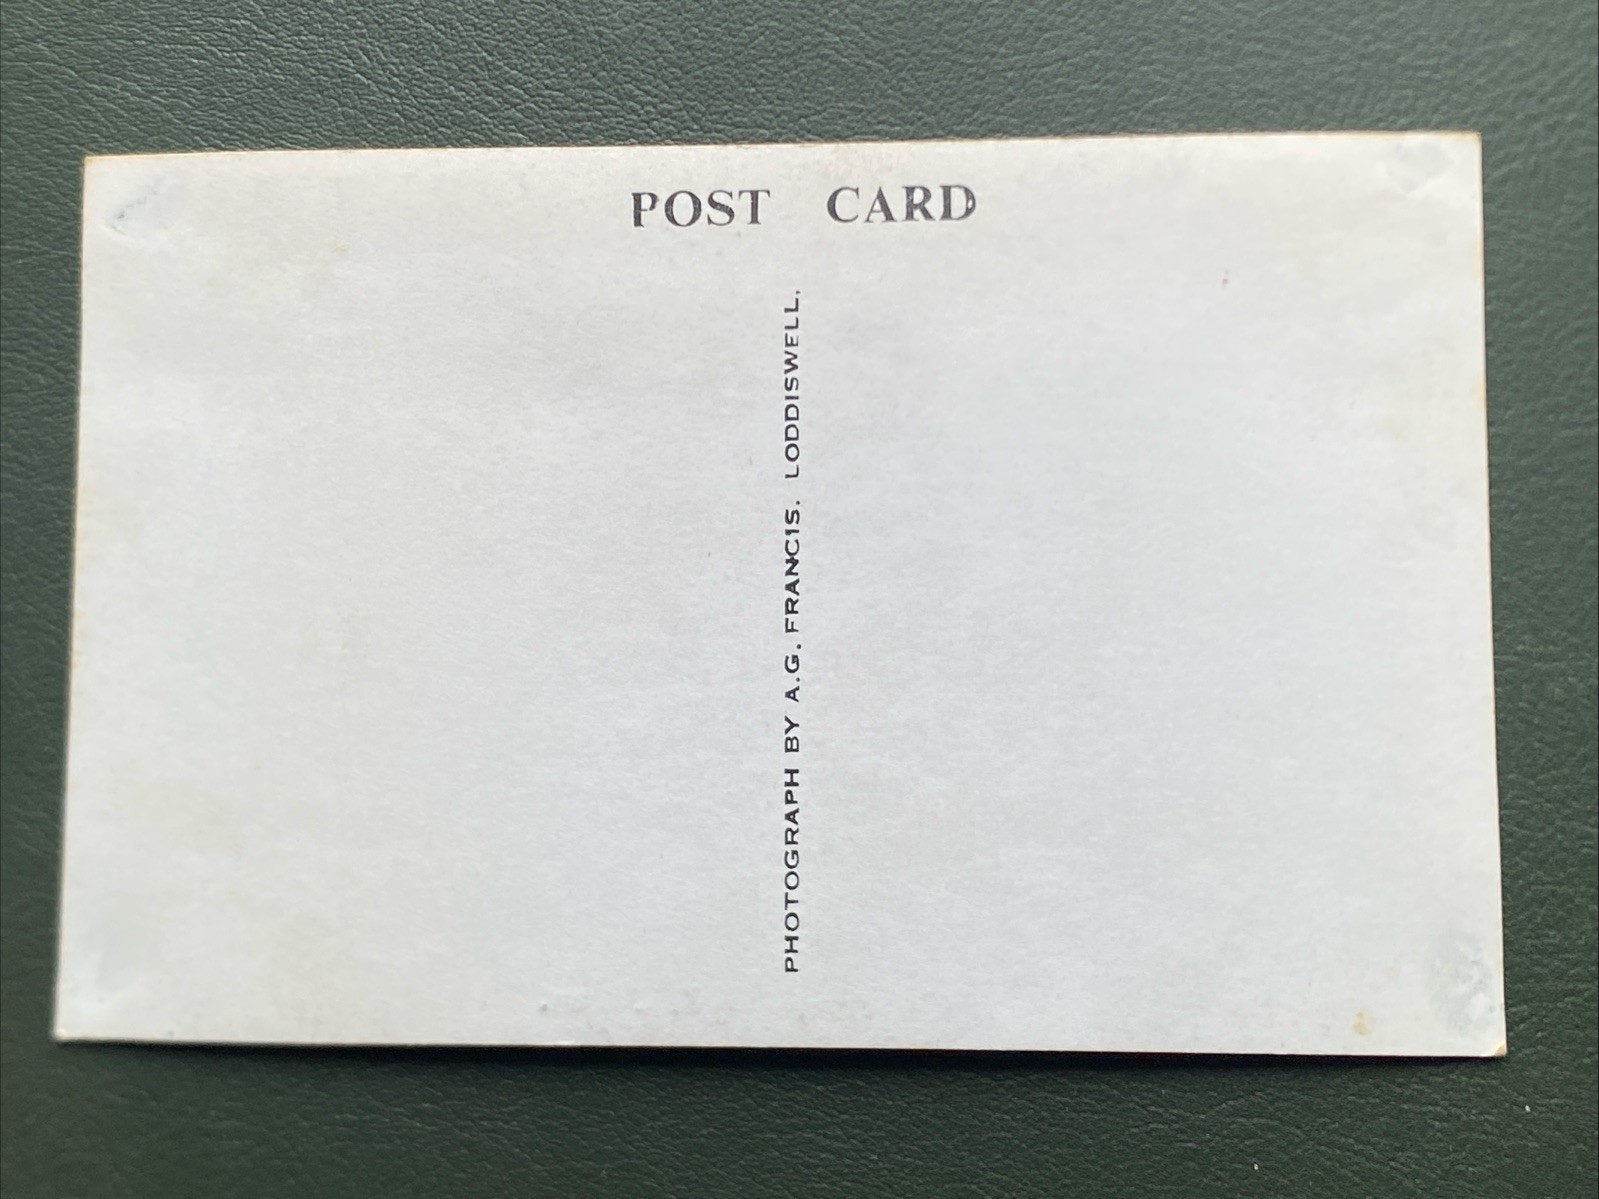 POST CARD
PHOTOGRAPH BY A.G. FRANCIS. LODDISWELL.